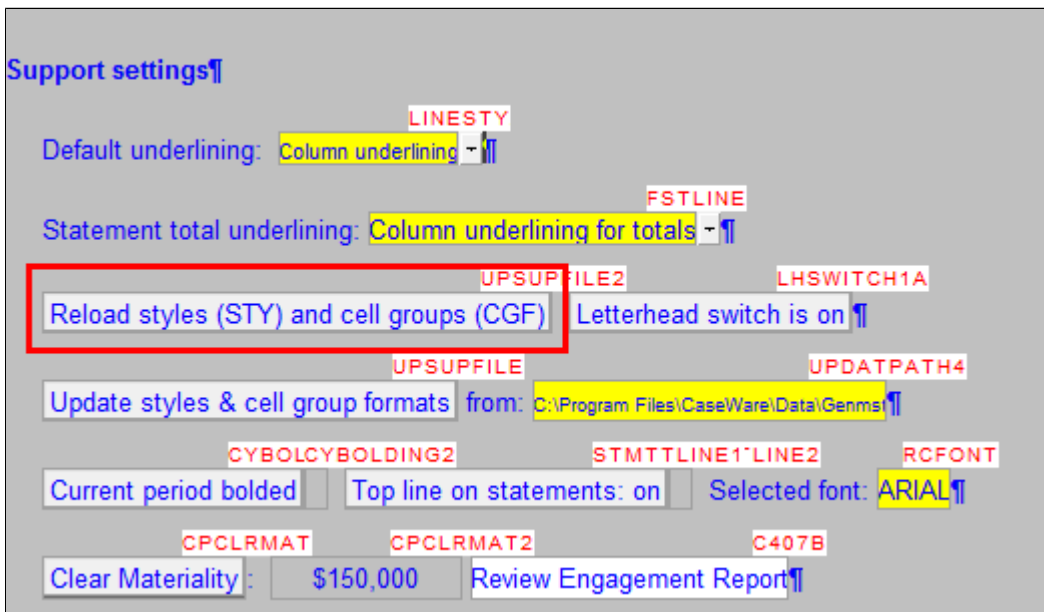 Support settings¶
LINESTY
Default underlining: Column underlining ¶
FSTLINE
Statement total underlining: Column underlining for totals ¶
UPSUPFILE2 LHSWITCH1A
Reload styles (STY) and cell groups (CGF) Letterhead switch is on ¶
UPSUPFILE UPDATPATH4
Update styles & cell group formats from: C:\Program Files\CaseWare\Data\Genmst¶
CYBOLCYBOLDING2 STMTTLINE1 LINE2 RCFONT
Current period bolded Top line on statements: on Selected font: ARIAL¶
CPCLRMAT CPCLRMAT2 C407B
Clear Materiality: $150,000 Review Engagement Report¶